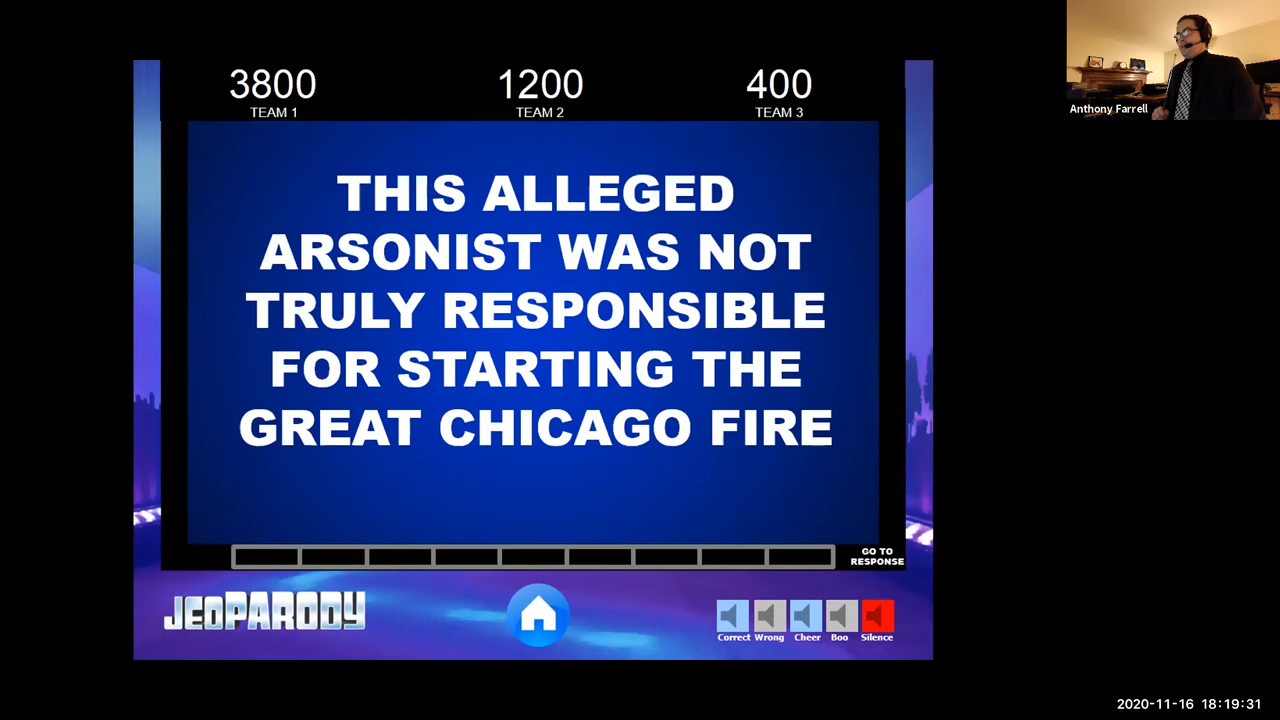 3800 1200 400
TEAM 1 TEAM 2 TEAM 3
Anthony Farrell
THIS ALLEGED
ARSONIST WAS NOT
TRULY RESPONSIBLE
FOR STARTING THE
GREAT CHICAGO FIRE
GO TO
RESPONSE
JEOPARODY
Correct Wrong Cheer Boo Silence
2020-11-16 18:19:31